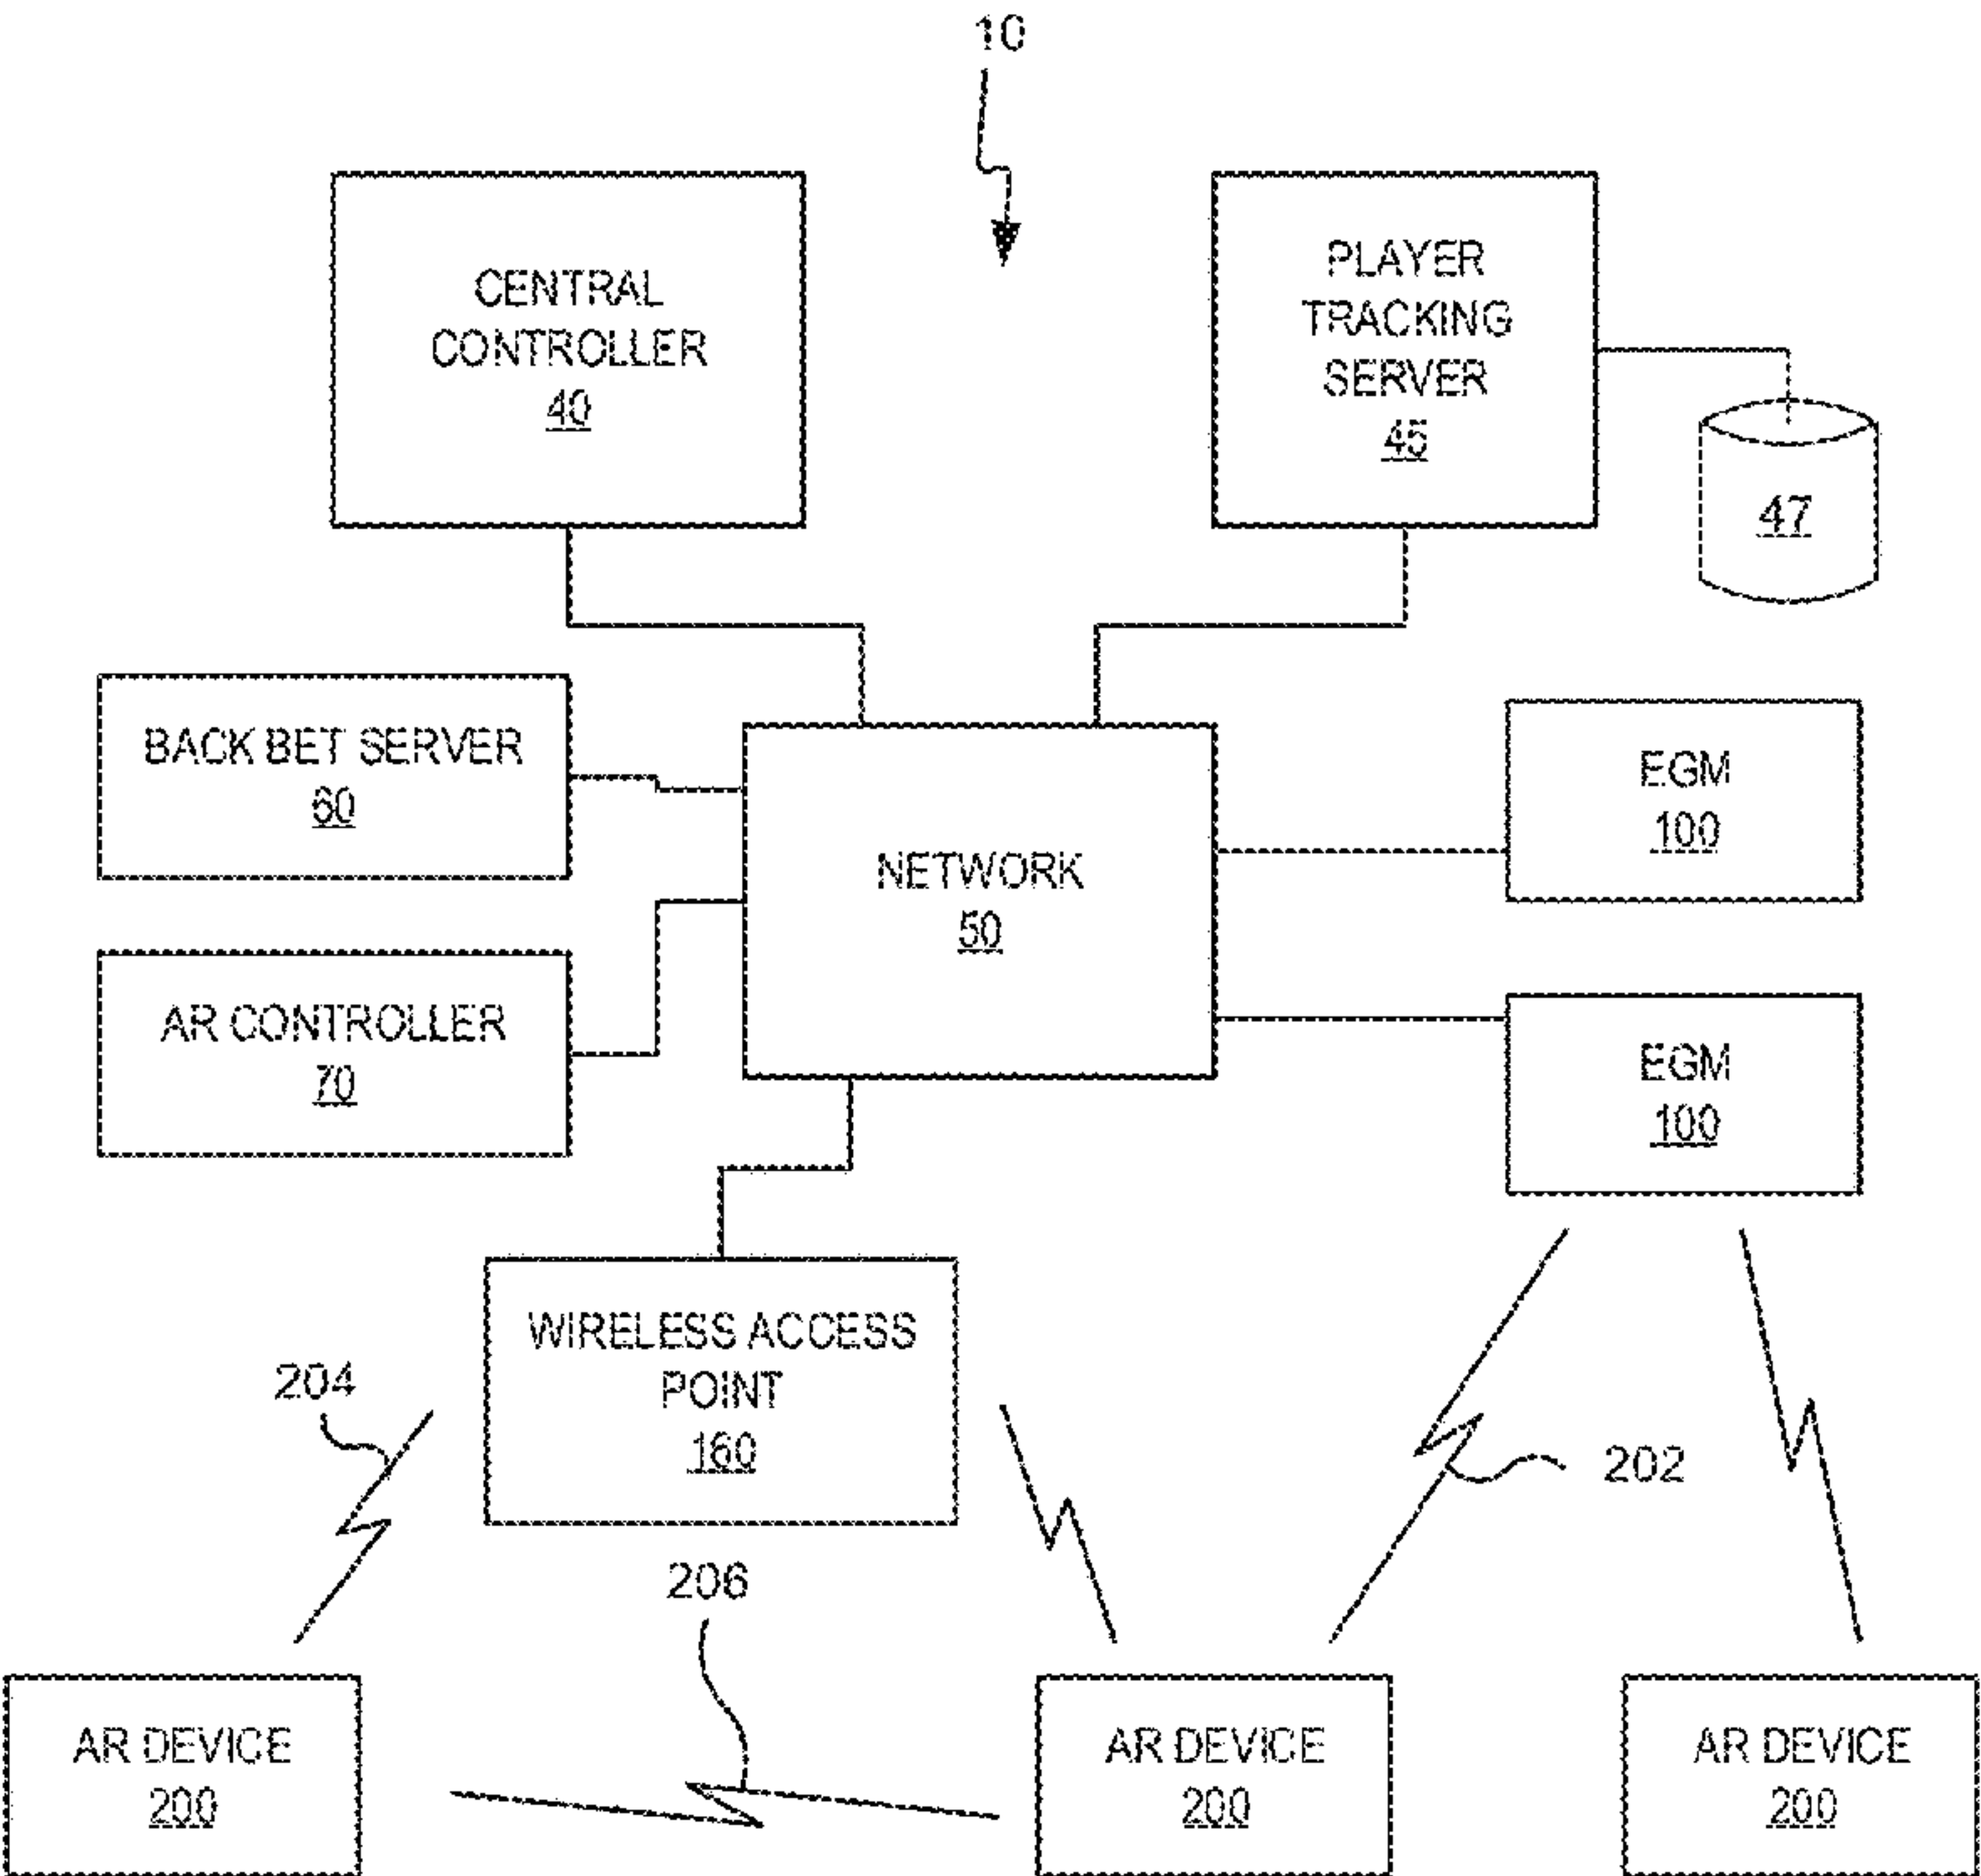 10
CENTRAL
CONTROLLER
40
PLAYER
TRACKING
SERVER
45
47
BACK BET SERVER
60
NETWORK
50
EGM
100
AR CONTROLLER
70
EGM
100
WIRELESS ACCESS
POINT
160
204
202
206
AR DEVICE
200
AR DEVICE
200
AR DEVICE
200